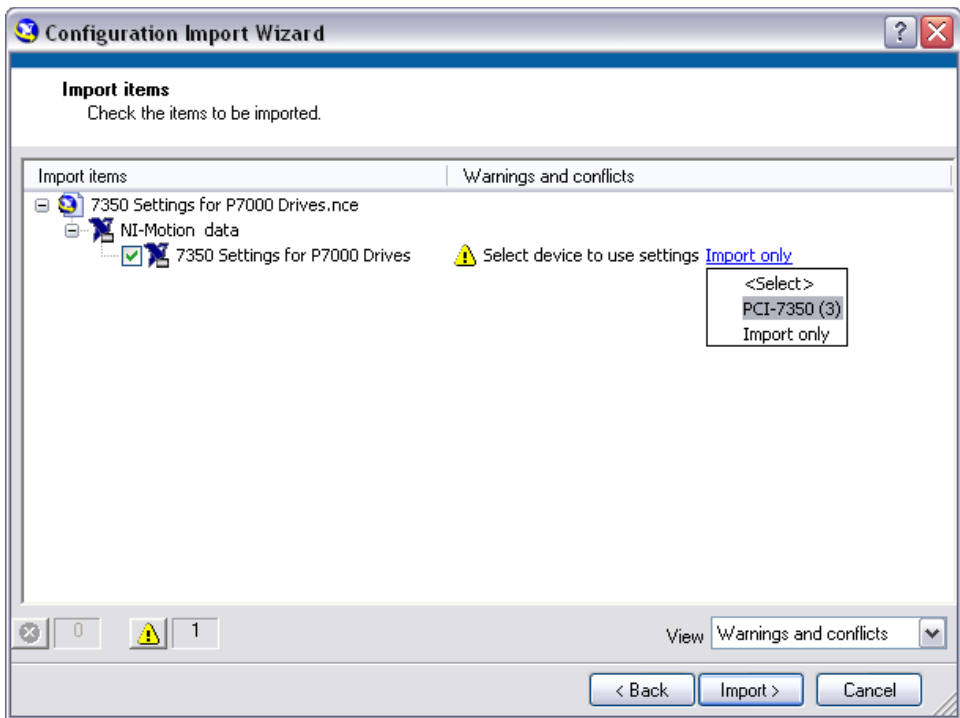 Configuration Import Wizard
Import items
Check the items to be imported.
Import items
Warnings and conflicts
7350 Settings for P7000 Drives.nce
NI-Motion data
7350 Settings for P7000 Drives
Select device to use settings Import only
<Select>
PCI-7350 (3)
Import only
0
1
View
Warnings and conflicts
< Back
Import >
Cancel